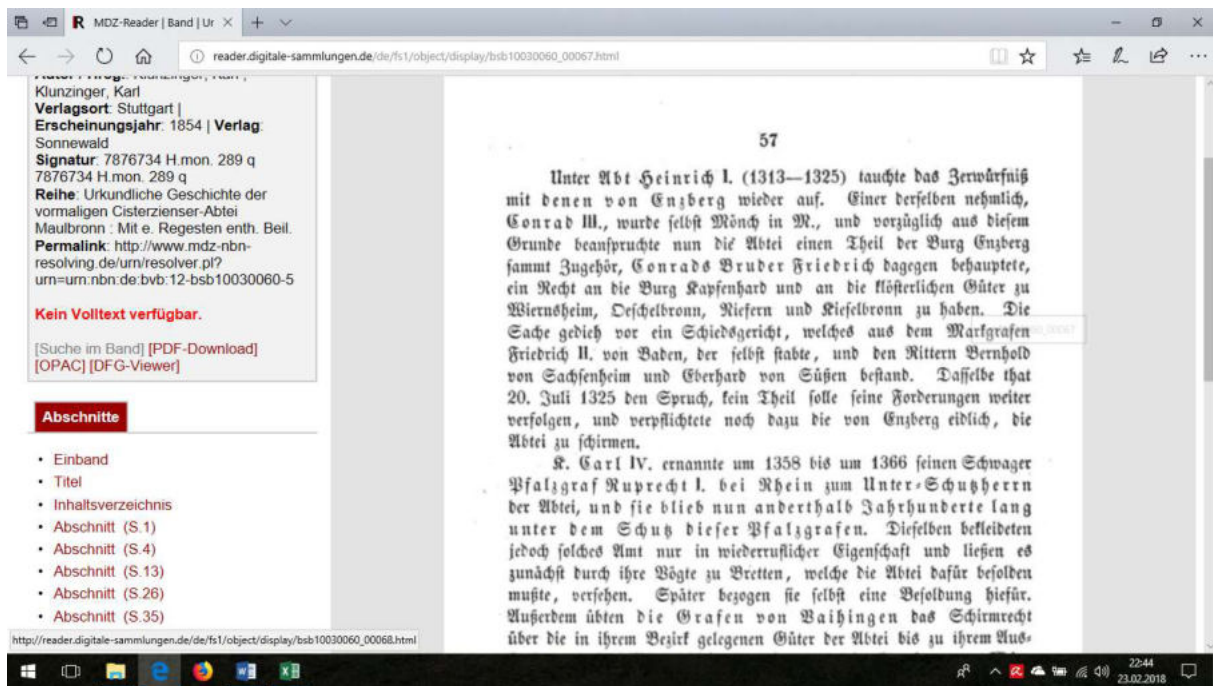 MDZ-Reader | Band | Ur
reader.digitale-sammlungen.de/de/fs1/object/display/bsb10030060_00067.html
Klunzinger, Karl
Verlagsort: Stuttgart |
Erscheinungsjahr: 1854 | Verlag:
Sonnewald
Signatur: 7876734 H.mon. 289 q
7876734 H.mon. 289 q
Reihe: Urkundliche Geschichte der
vormaligen Cisterzienser-Abtei
Maulbronn : Mit e. Regesten enth. Beil.
Permalink: http://www.mdz-nbn-
resolving.de/urn/resolver.pl?
urn=urn:nbn:de:bvb:12-bsb10030060-5
Kein Volltext verfügbar.
[Suche im Band] [PDF-Download]
[OPAC] [DFG-Viewer]
Abschnitte
• Einband
• Titel
• Inhaltsverzeichnis
• Abschnitt (S.1)
• Abschnitt (S.4)
• Abschnitt (S.13)
• Abschnitt (S.26)
• Abschnitt (S.35)
http://reader.digitale-sammlungen.de/de/fs1/object/display/bsb10030060_00068.html
57
Unter Abt Heinrich I. (1313—1325) tauchte das Zerwürfniß
mit denen von Enzberg wieder auf. Einer derselben nehmlich,
Conrad III., wurde selbst Mönch in M., und vorzüglich aus diesem
Grunde beanspruchte nun die Abtei einen Theil der Burg Enzberg
sammt Zugehör, Conrads Bruder Friedrich dagegen behauptete,
ein Recht an die Burg Kapfenhard und an die klösterlichen Güter zu
Wiernsheim, Oeschelbronn, Niefern und Kieselbronn zu haben. Die
Sache gedieh vor ein Schiedsgericht, welches aus dem Markgrafen
Friedrich II. von Baden, der selbst stabte, und den Rittern Bernhold
von Sachsenheim und Eberhard von Süßen bestand. Dasselbe that
20. Juli 1325 den Spruch, kein Theil solle seine Forderungen weiter
verfolgen, und verpflichtete noch dazu die von Enzberg eidlich, die
Abtei zu schirmen.
K. Carl IV. ernannte um 1358 bis um 1366 seinen Schwager
Pfalzgraf Ruprecht I. bei Rhein zum Unter-Schutzherrn
der Abtei, und sie blieb nun anderthalb Jahrhunderte lang
unter dem Schutz dieser Pfalzgrafen. Dieselben bekleideten
jedoch solches Amt nur in wiederruflicher Eigenschaft und ließen es
zunächst durch ihre Vögte zu Bretten, welche die Abtei dafür besolden
mußte, versehen. Später bezogen sie selbst eine Besoldung hiefür.
Außerdem übten die Grafen von Vaihingen das Schirmrecht
über die in ihrem Bezirk gelegenen Güter der Abtei bis zu ihrem Aus-
22:44
23.02.2018